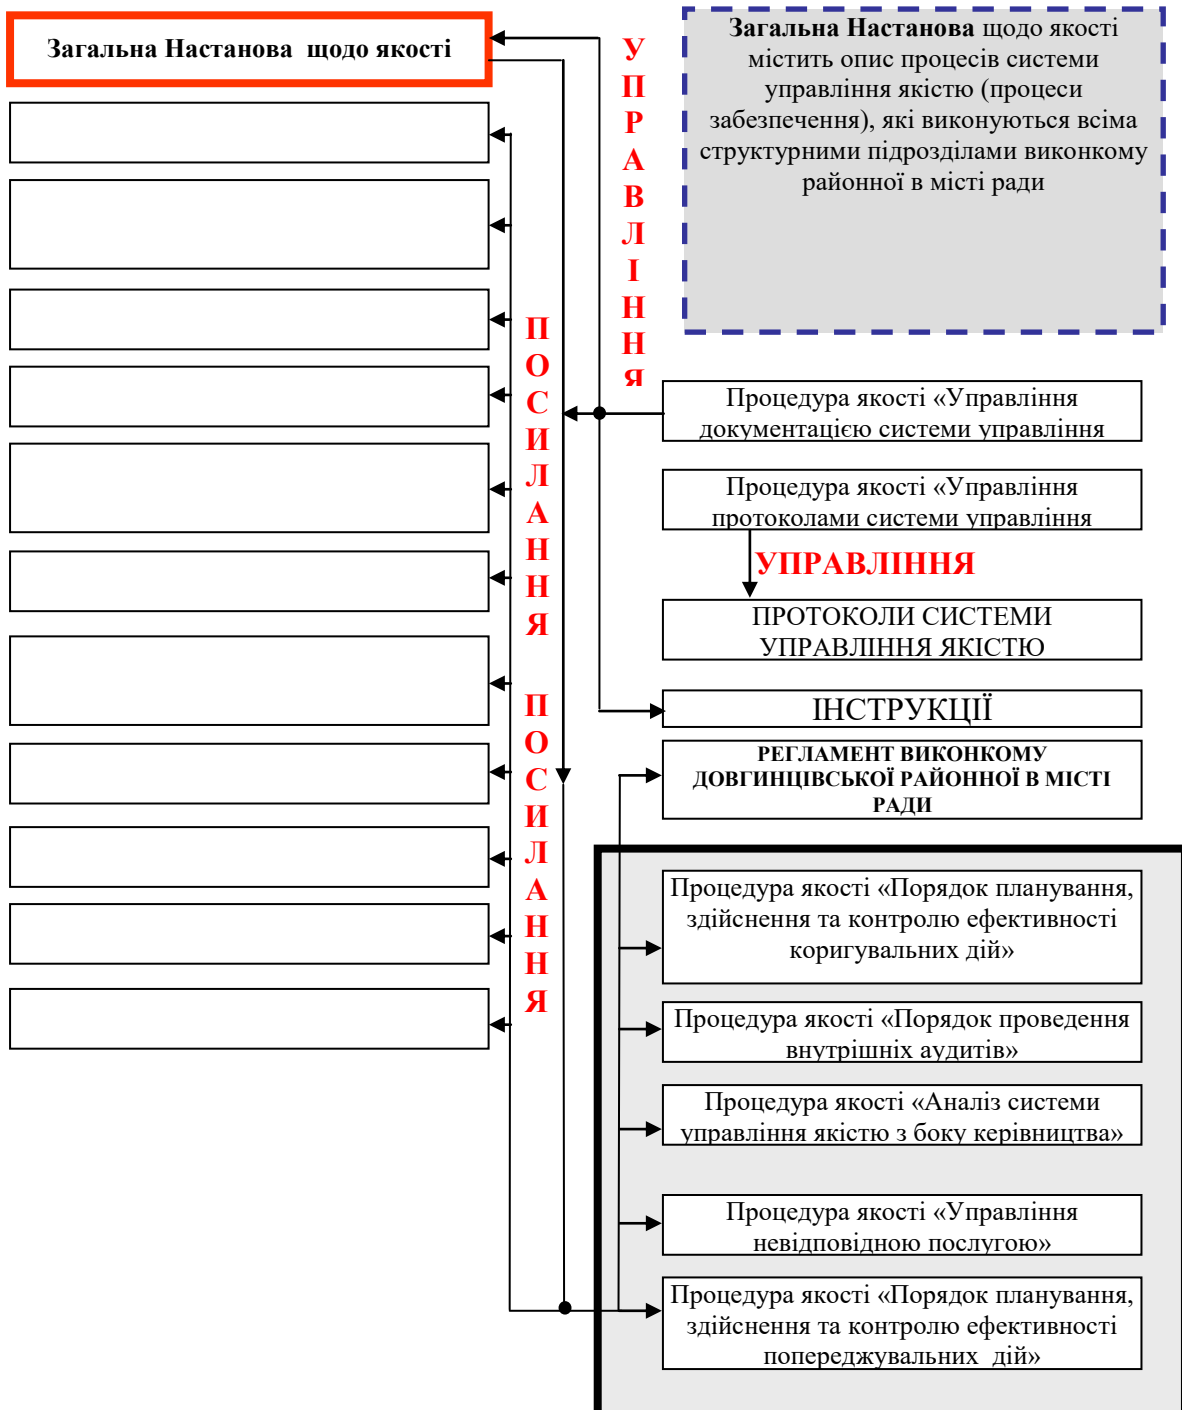 Загальна Настанова щодо якості
УПРАВЛІННЯ
Загальна Настанова щодо якості
містить опис процесів системи
управління якістю (процеси
забезпечення), які виконуються всіма
структурними підрозділами виконкому
районної в місті ради
ПОСИЛАННЯ
ПОСИЛАННЯ
Процедура якості «Управління
документацією системи управління
Процедура якості «Управління
протоколами системи управління
УПРАВЛІННЯ
ПРОТОКОЛИ СИСТЕМИ
УПРАВЛІННЯ ЯКІСТЮ
ІНСТРУКЦІЇ
РЕГЛАМЕНТ ВИКОНКОМУ
ДОВГИНЦІВСЬКОЇ РАЙОННОЇ В МІСТІ
РАДИ
Процедура якості «Порядок планування,
здійснення та контролю ефективності
коригувальних дій»
Процедура якості «Порядок проведення
внутрішніх аудитів»
Процедура якості «Аналіз системи
управління якістю з боку керівництва»
Процедура якості «Управління
невідповідною послугою»
Процедура якості «Порядок планування,
здійснення та контролю ефективності
попереджувальних дій»